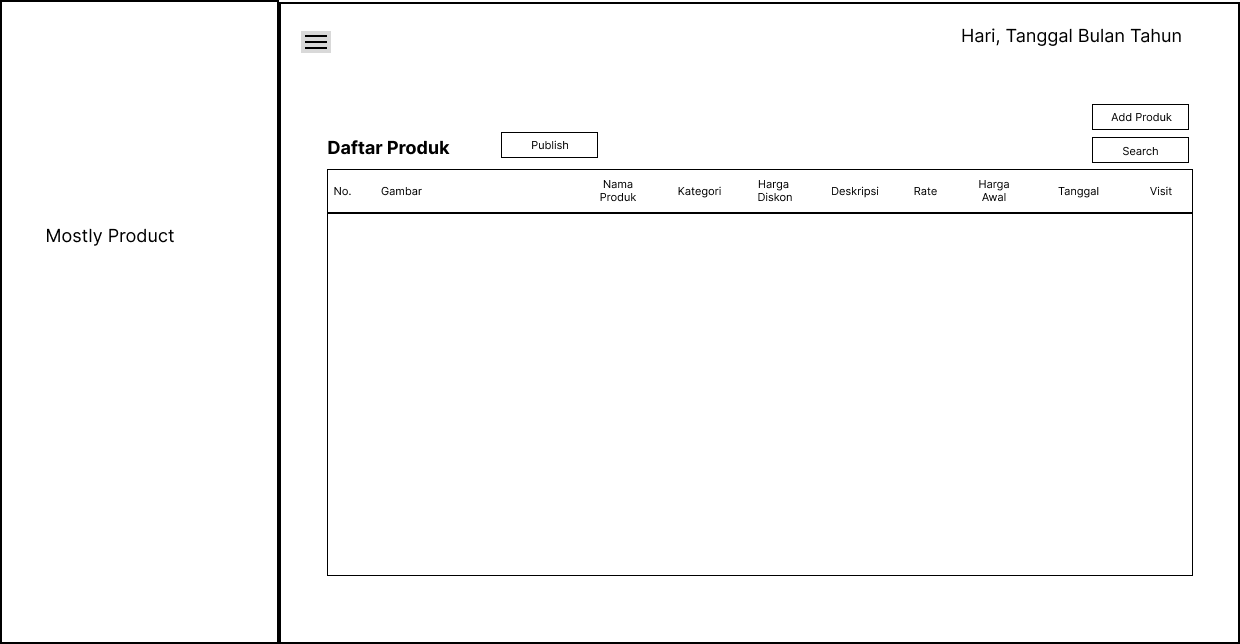 Hari, Tanggal Bulan Tahun
Mostly Product
Add Produk
Daftar Produk
Publish
Search
No.
Gambar
Nama
Produk
Kategori
Harga
Diskon
Deskripsi
Rate
Harga
Awal
Tanggal
Visit